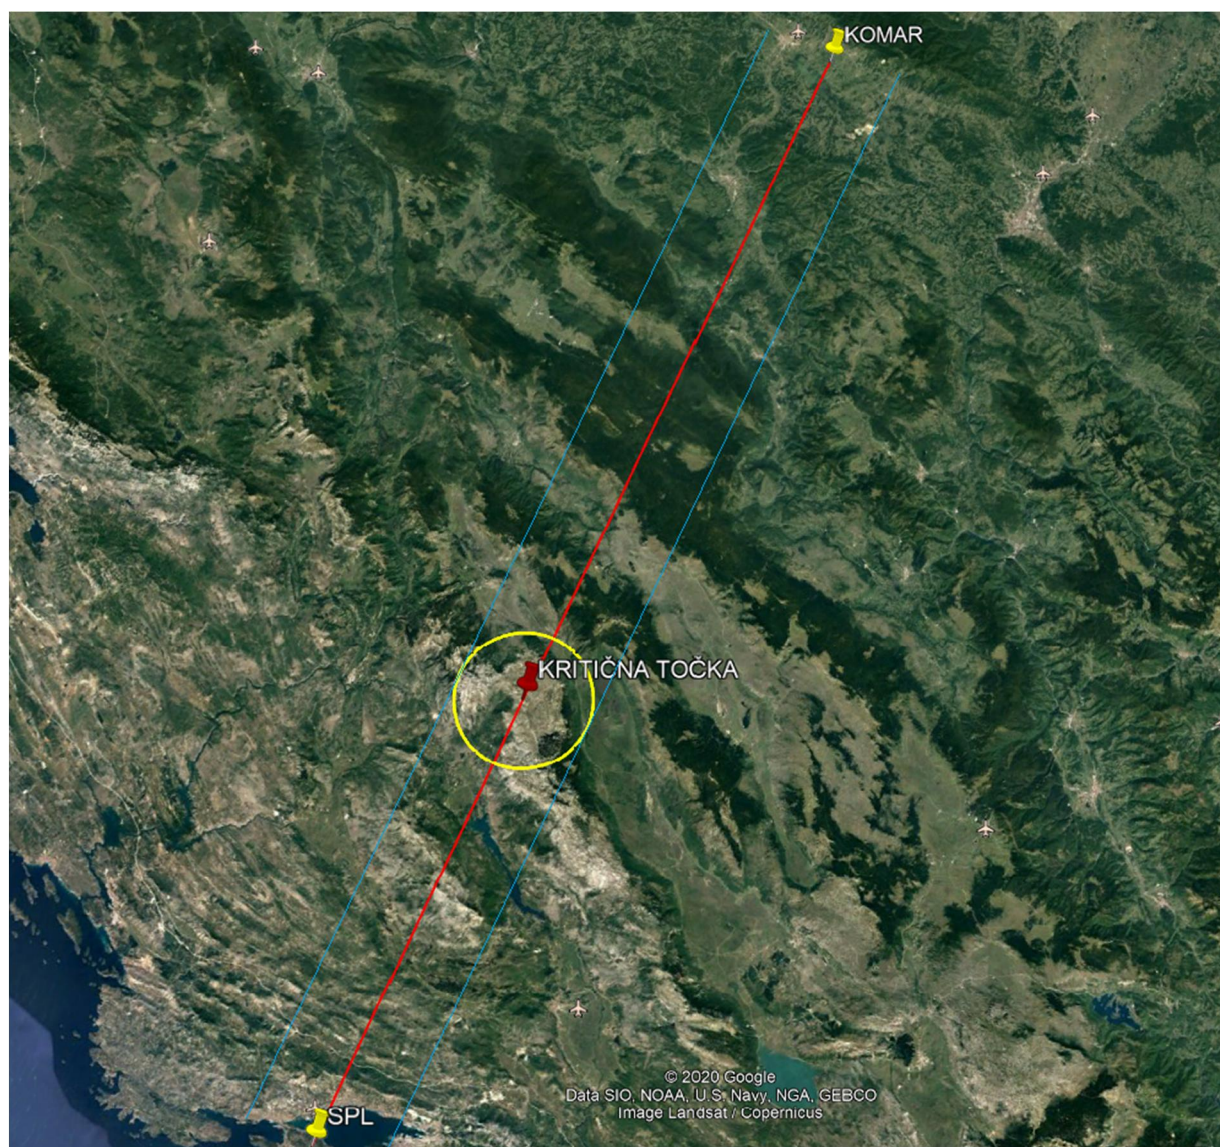 KOMAR
KRITIČNA TOČKA
SPL
© 2020 Google
Data SIO, NOAA, U.S. Navy, NGA, GEBCO
Image Landsat / Copernicus